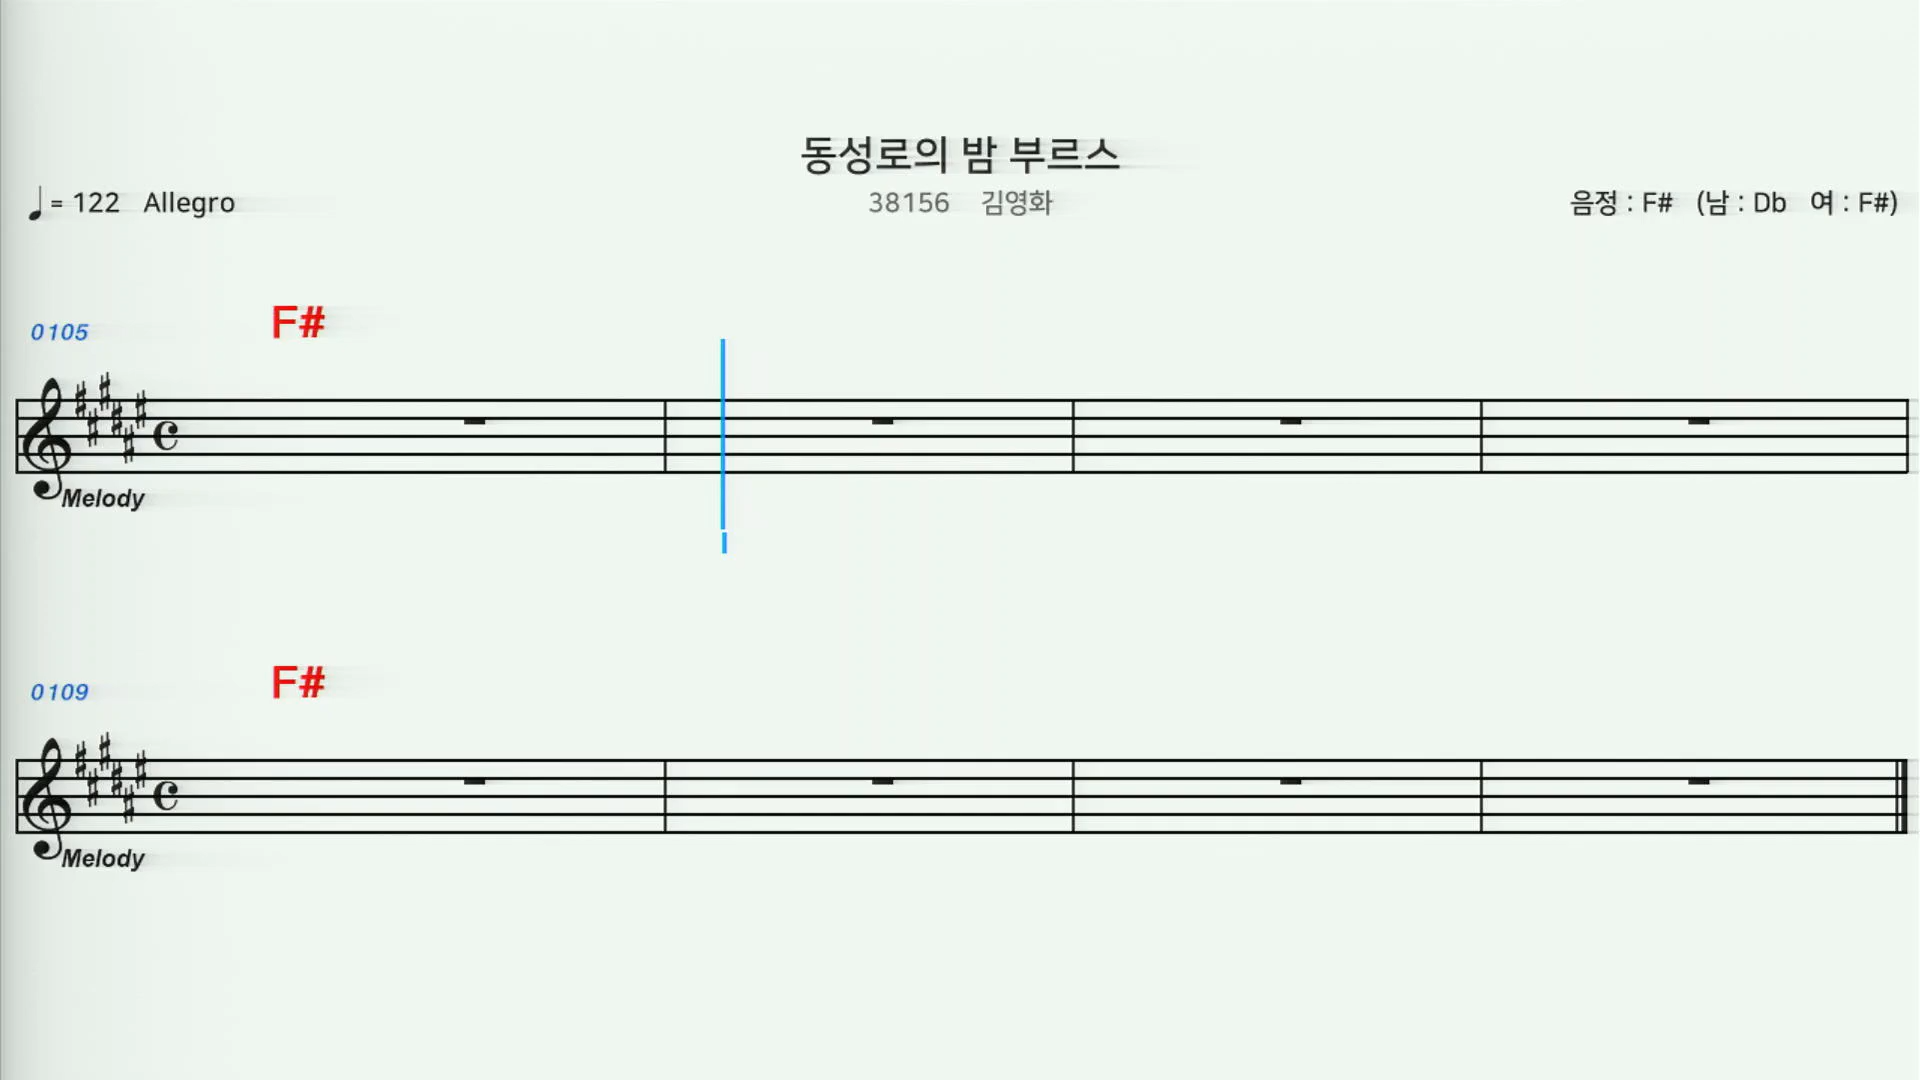 동성로의 밤 부르스
♩= 122 Allegro
38156 김영화
음정 : F# (남 : Db 여 : F#)
0105
F#
Melody
0109
F#
Melody